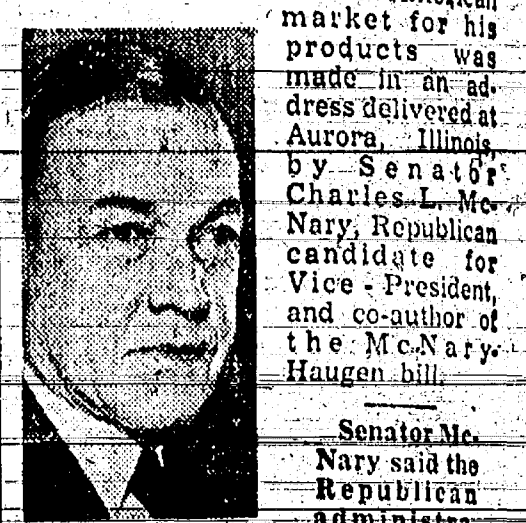 market for his
products was
made in an ad-
dress delivered at
Aurora, Illinois,
by Senator
Charles L. Mc-
Nary, Republican
candidate for
Vice - President,
and co-author of
the McNary-
Haugen bill.
Senator Mc-
Nary said the
Republican
administra-